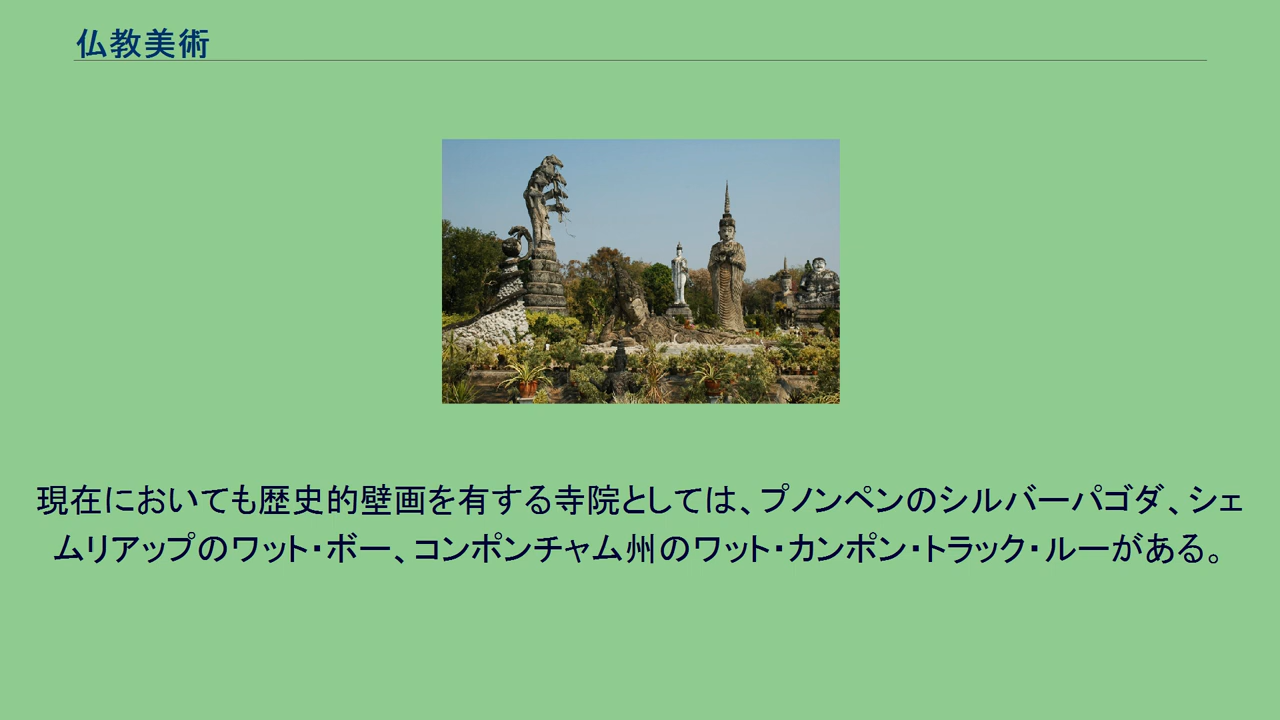 仏教美術
現在においても歴史的壁画を有する寺院としては、プノンペンのシルバーパゴダ、シェ
ムリアップのワット・ボー、コンポンチャム州のワット・カンポン・トラック・ルーがある。